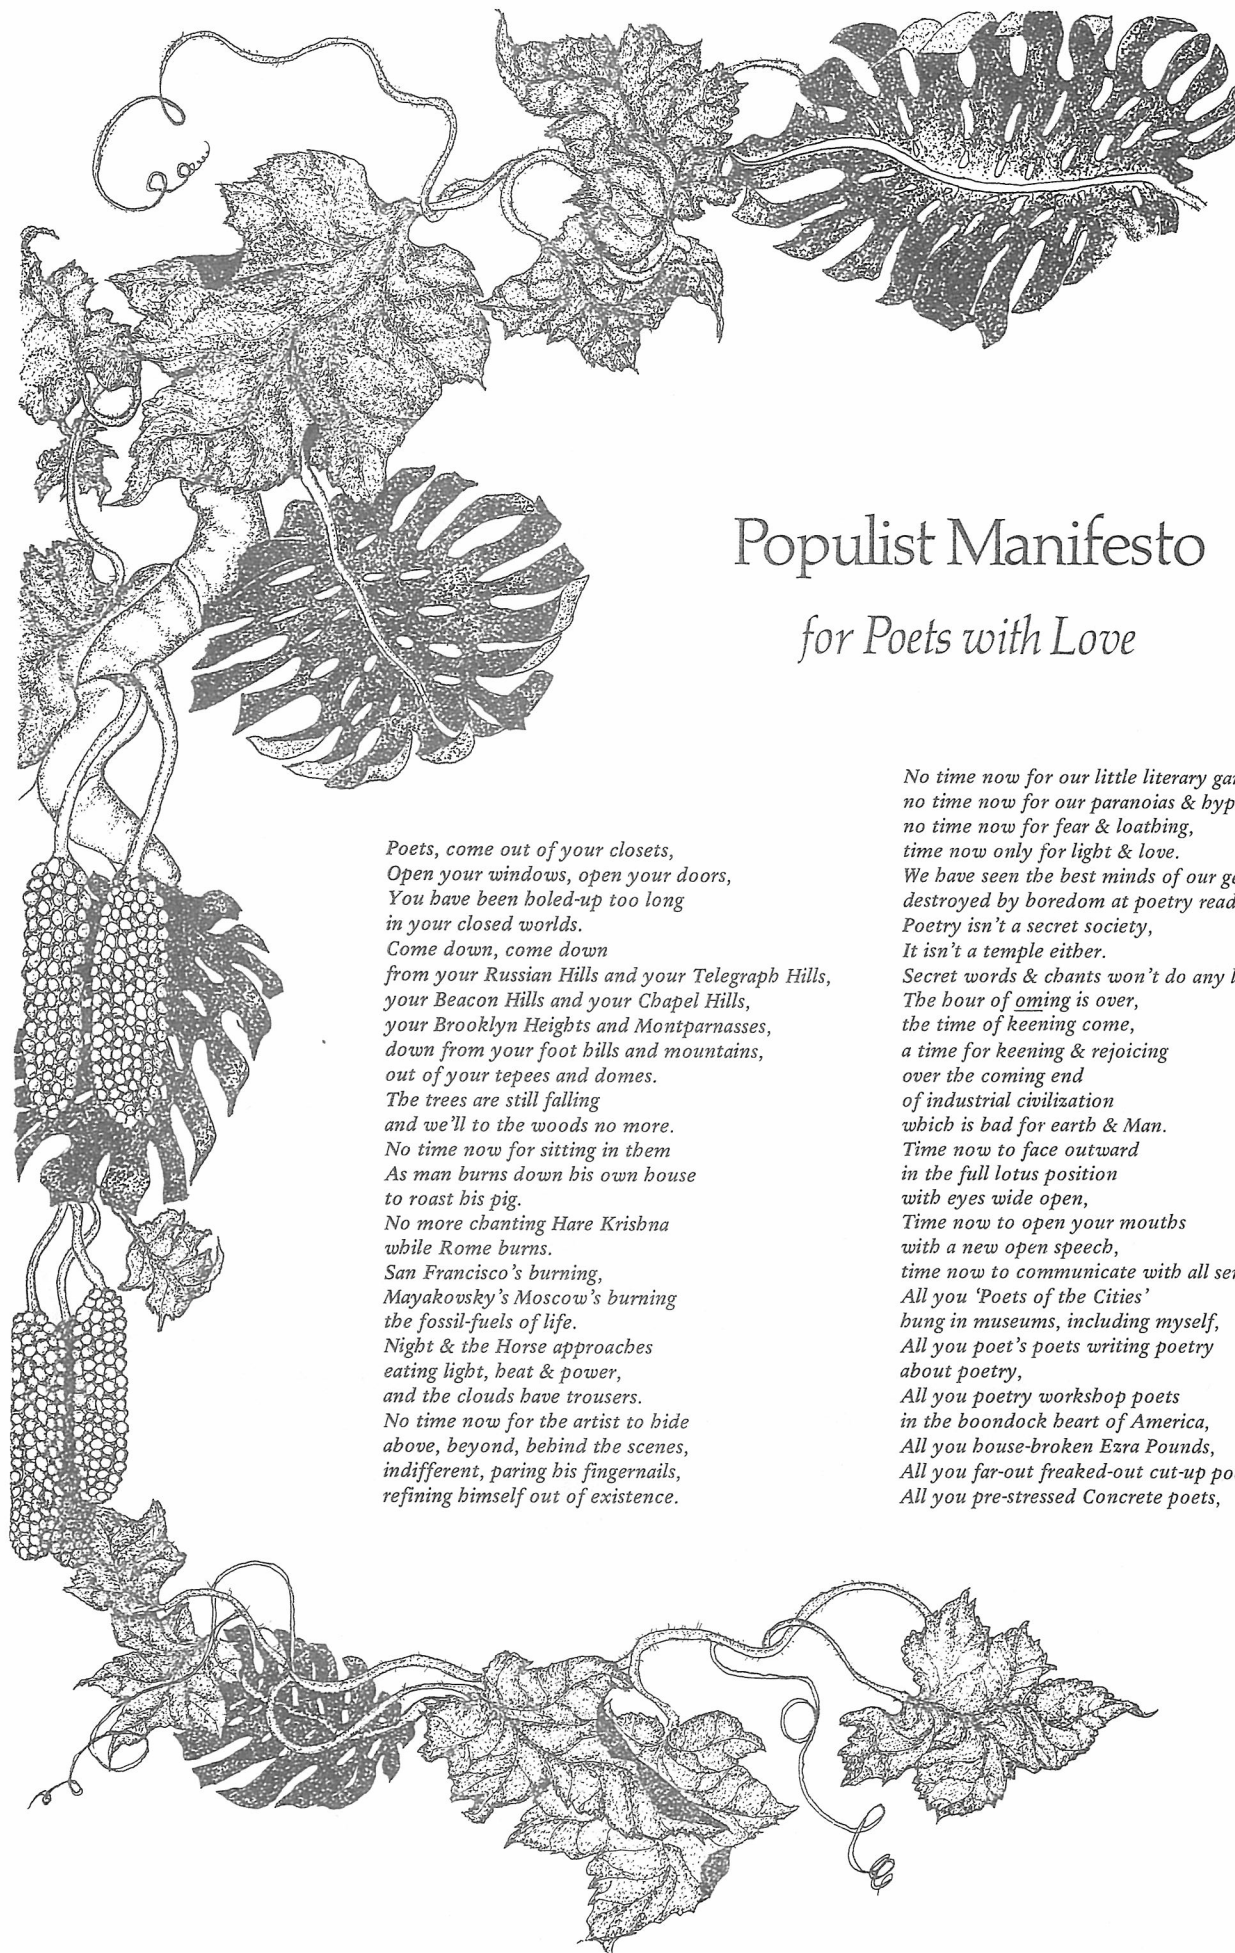 Populist Manifesto
for Poets with Love
Poets, come out of your closets,
Open your windows, open your doors,
You have been holed-up too long
in your closed worlds.
Come down, come down
from your Russian Hills and your Telegraph Hills,
your Beacon Hills and your Chapel Hills,
your Brooklyn Heights and Montparnasses,
down from your foot hills and mountains,
out of your tepees and domes.
The trees are still falling
and we'll to the woods no more.
No time now for sitting in them
As man burns down his own house
to roast his pig.
No more chanting Hare Krishna
while Rome burns.
San Francisco's burning,
Mayakovsky's Moscow's burning
the fossil-fuels of life.
Night & the Horse approaches
eating light, heat & power,
and the clouds have trousers.
No time now for the artist to hide
above, beyond, behind the scenes,
indifferent, paring his fingernails,
refining himself out of existence.
No time now for our little literary
no time now for our paranoias &
no time now for fear & loathing,
time now only for light & love.
We have seen the best minds of our
destroyed by boredom at poetry
Poetry isn't a secret society,
It isn't a temple either.
Secret words & chants won't do any
The hour of oming is over,
the time of keening come,
a time for keening & rejoicing
over the coming end
of industrial civilization
which is bad for earth & Man.
Time now to face outward
in the full lotus position
with eyes wide open,
Time now to open your mouths
with a new open speech,
time now to communicate with all
All you 'Poets of the Cities'
hung in museums, including myself,
All you poet's poets writing poetry
about poetry,
All you poetry workshop poets
in the boondock heart of America,
All you house-broken Ezra Pounds,
All you far-out freaked-out cut-up
All you pre-stressed Concrete poets,